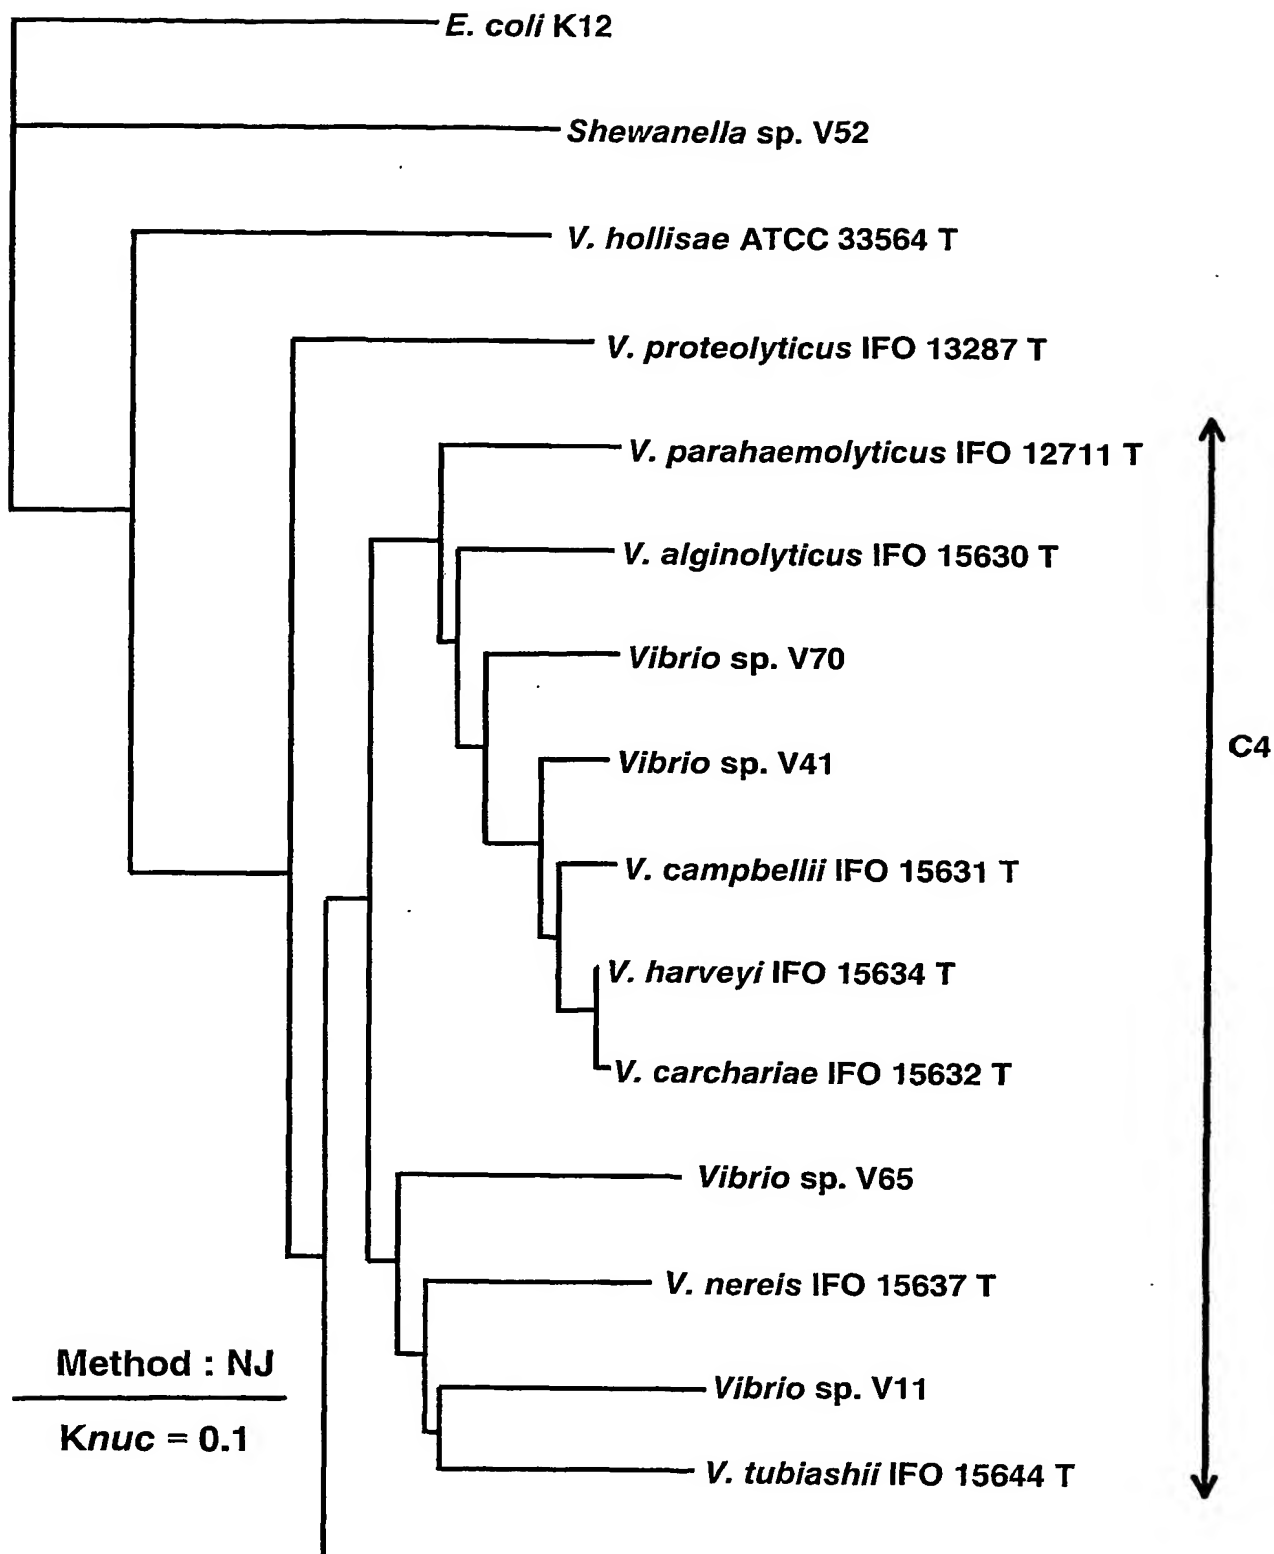 E. coli K12
Shewanella sp. V52
V. hollisae ATCC 33564 T
V. proteolyticus IFO 13287 T
V. parahaemolyticus IFO 12711 T
V. alginolyticus IFO 15630 T
Vibrio sp. V70
C4
Vibrio sp. V41
V. campbellii IFO 15631 T
V. harveyi IFO 15634 T
V. carchariae IFO 15632 T
Vibrio sp. V65
V. nereis IFO 15637 T
Method : NJ
Vibrio sp. V11
Knuc = 0.1
V. tubiashii IFO 15644 T